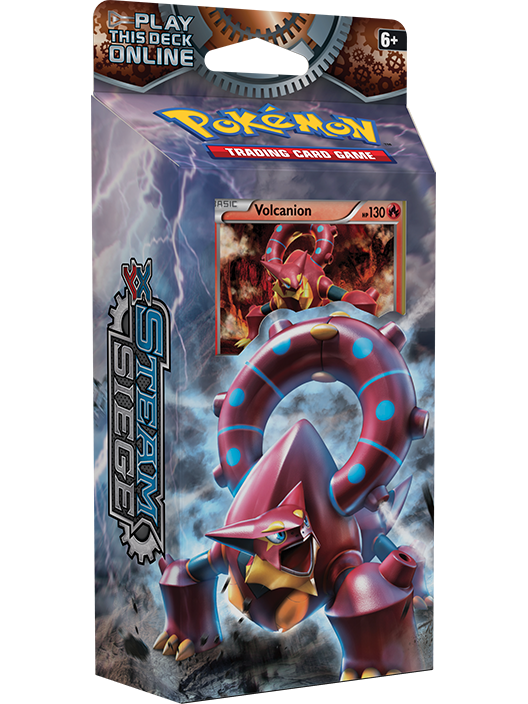 PLAY
THIS DECK
ONLINE
6+
POKéMON
TRADING CARD GAME
BASIC
Volcanion
HP130
XY
STEAM
SIEGE